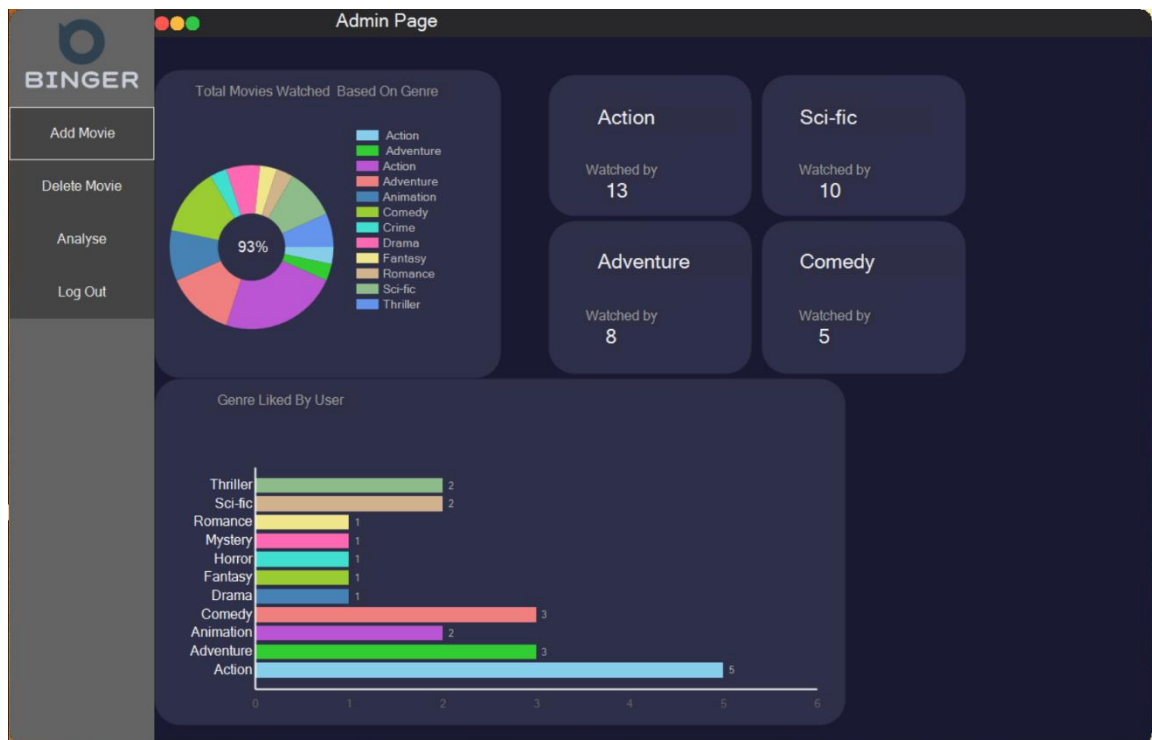 Admin Page
BINGER
Add Movie
Delete Movie
Analyse
Log Out
Total Movies Watched Based On Genre
93%
Action
Adventure
Action
Adventure
Animation
Comedy
Crime
Drama
Fantasy
Romance
Sci-fic
Thriller
Action
Watched by
13
Sci-fic
Watched by
10
Adventure
Watched by
8
Comedy
Watched by
5
Genre Liked By User
Thriller 2
Sci-fic 2
Romance 1
Mystery 1
Horror 1
Fantasy 1
Drama 1
Comedy 3
Animation 2
Adventure 3
Action 5
0 1 2 3 4 5 6